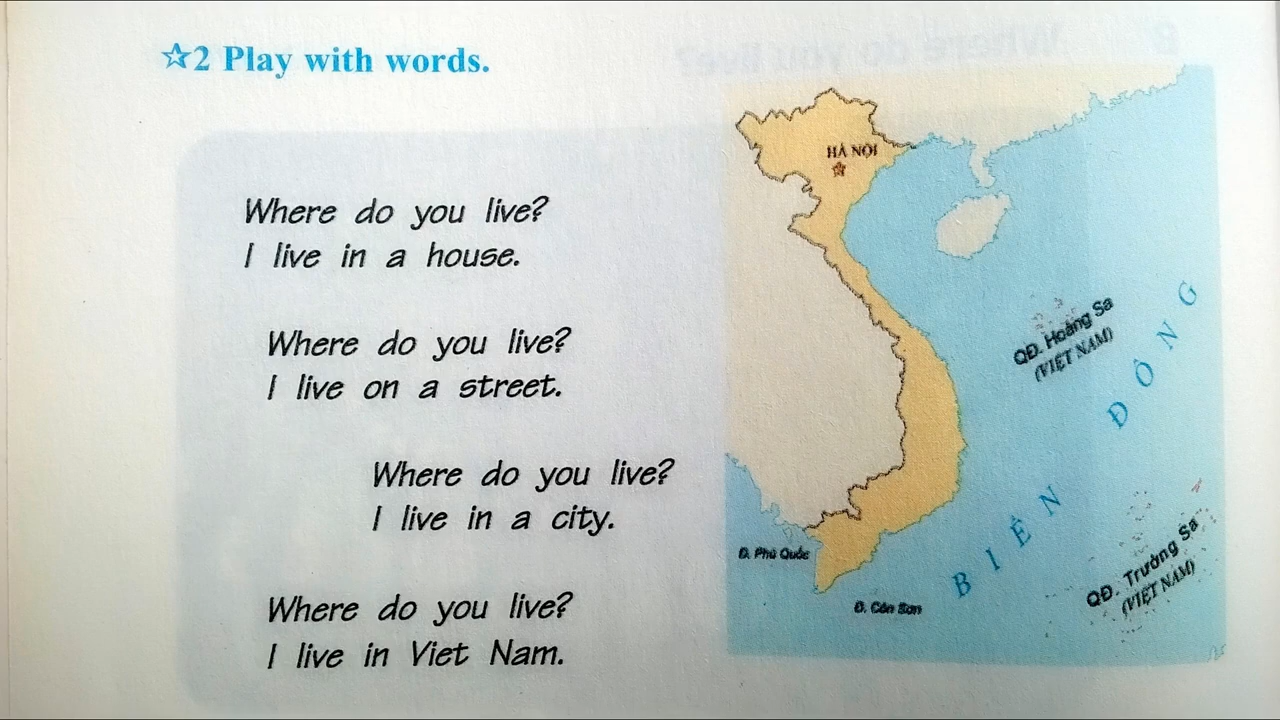 ☆2 Play with words.
Where do you live?
I live in a house.
Where do you live?
I live on a street.
Where do you live?
I live in a city.
Where do you live?
I live in Viet Nam.
HÀ NỘI
QĐ. Hoàng Sa
(VIỆT NAM)
BIỂN ĐÔNG
Đ. Phú Quốc
Đ. Côn Sơn
QĐ. Trường Sa
(VIỆT NAM)